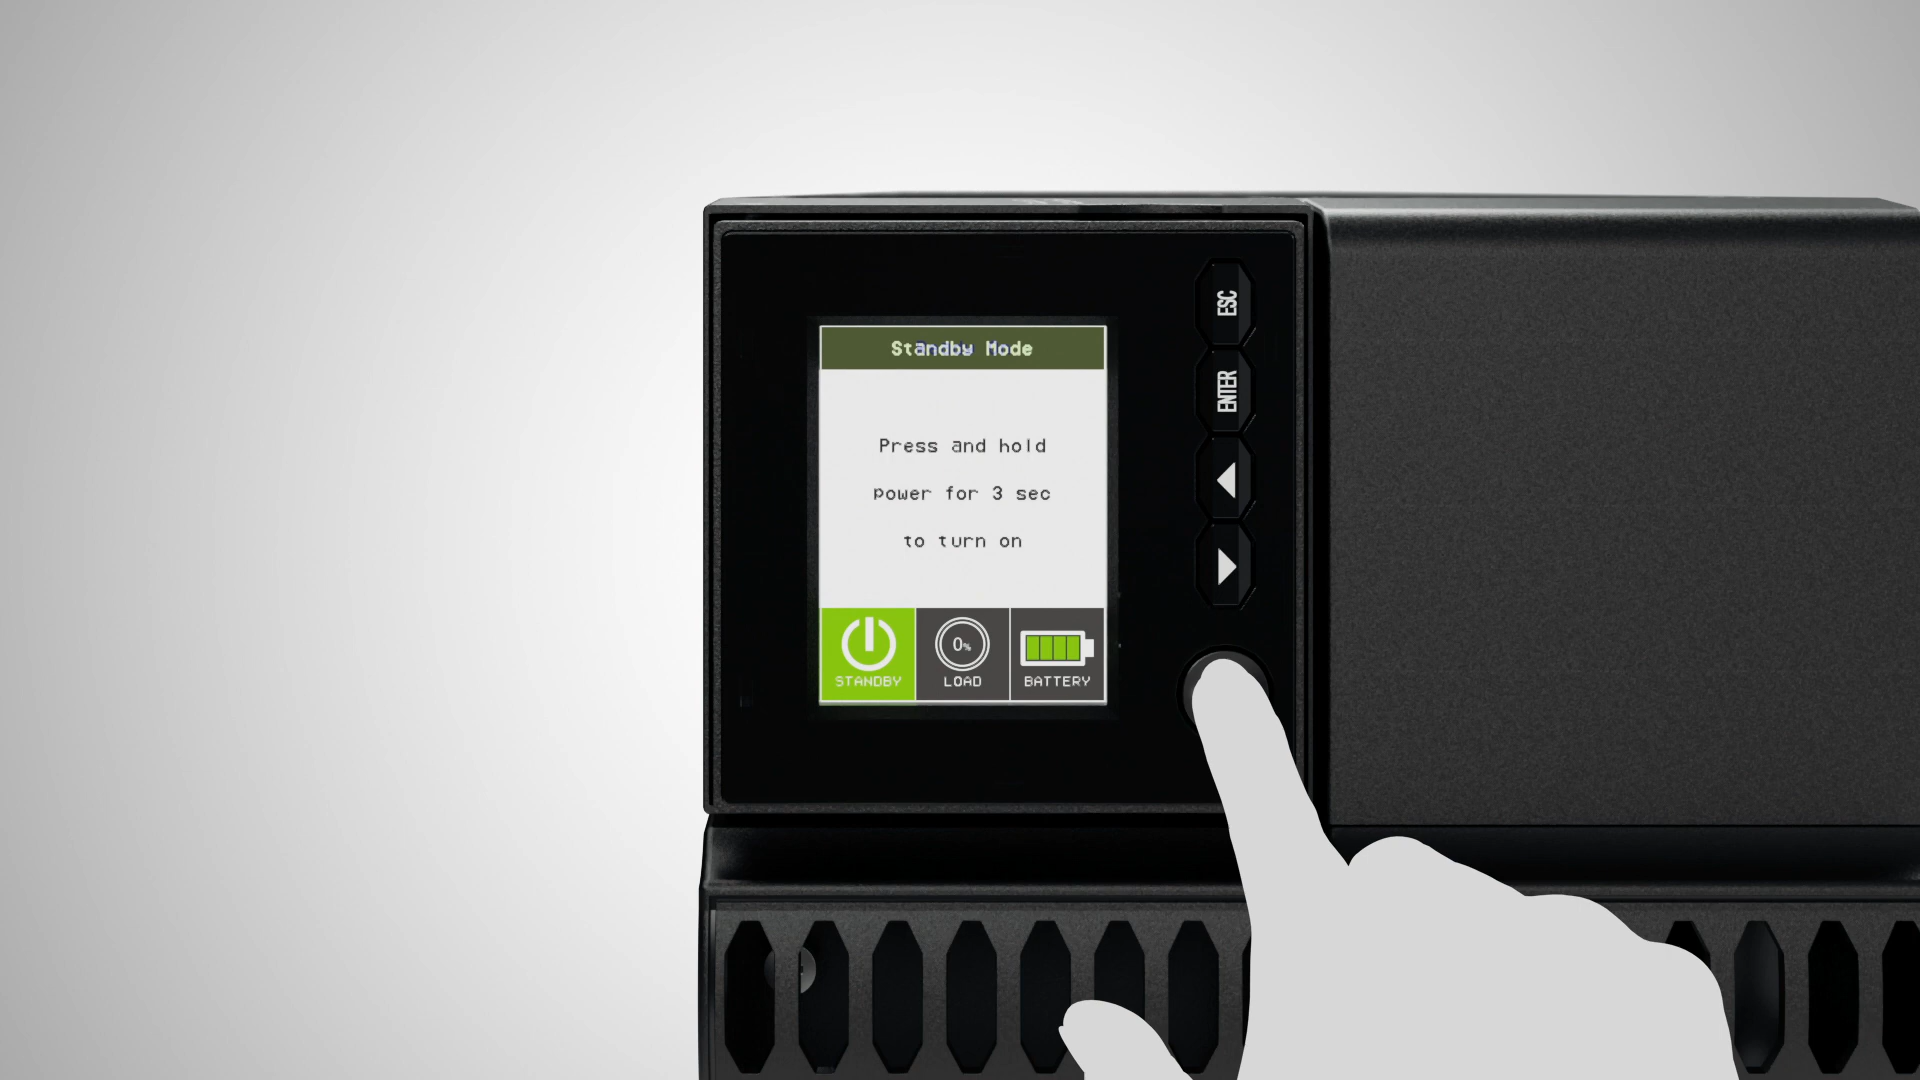 Standby Mode
Press and hold
power for 3 sec
to turn on
STANDBY
0%
LOAD
BATTERY
ESC
ENTER